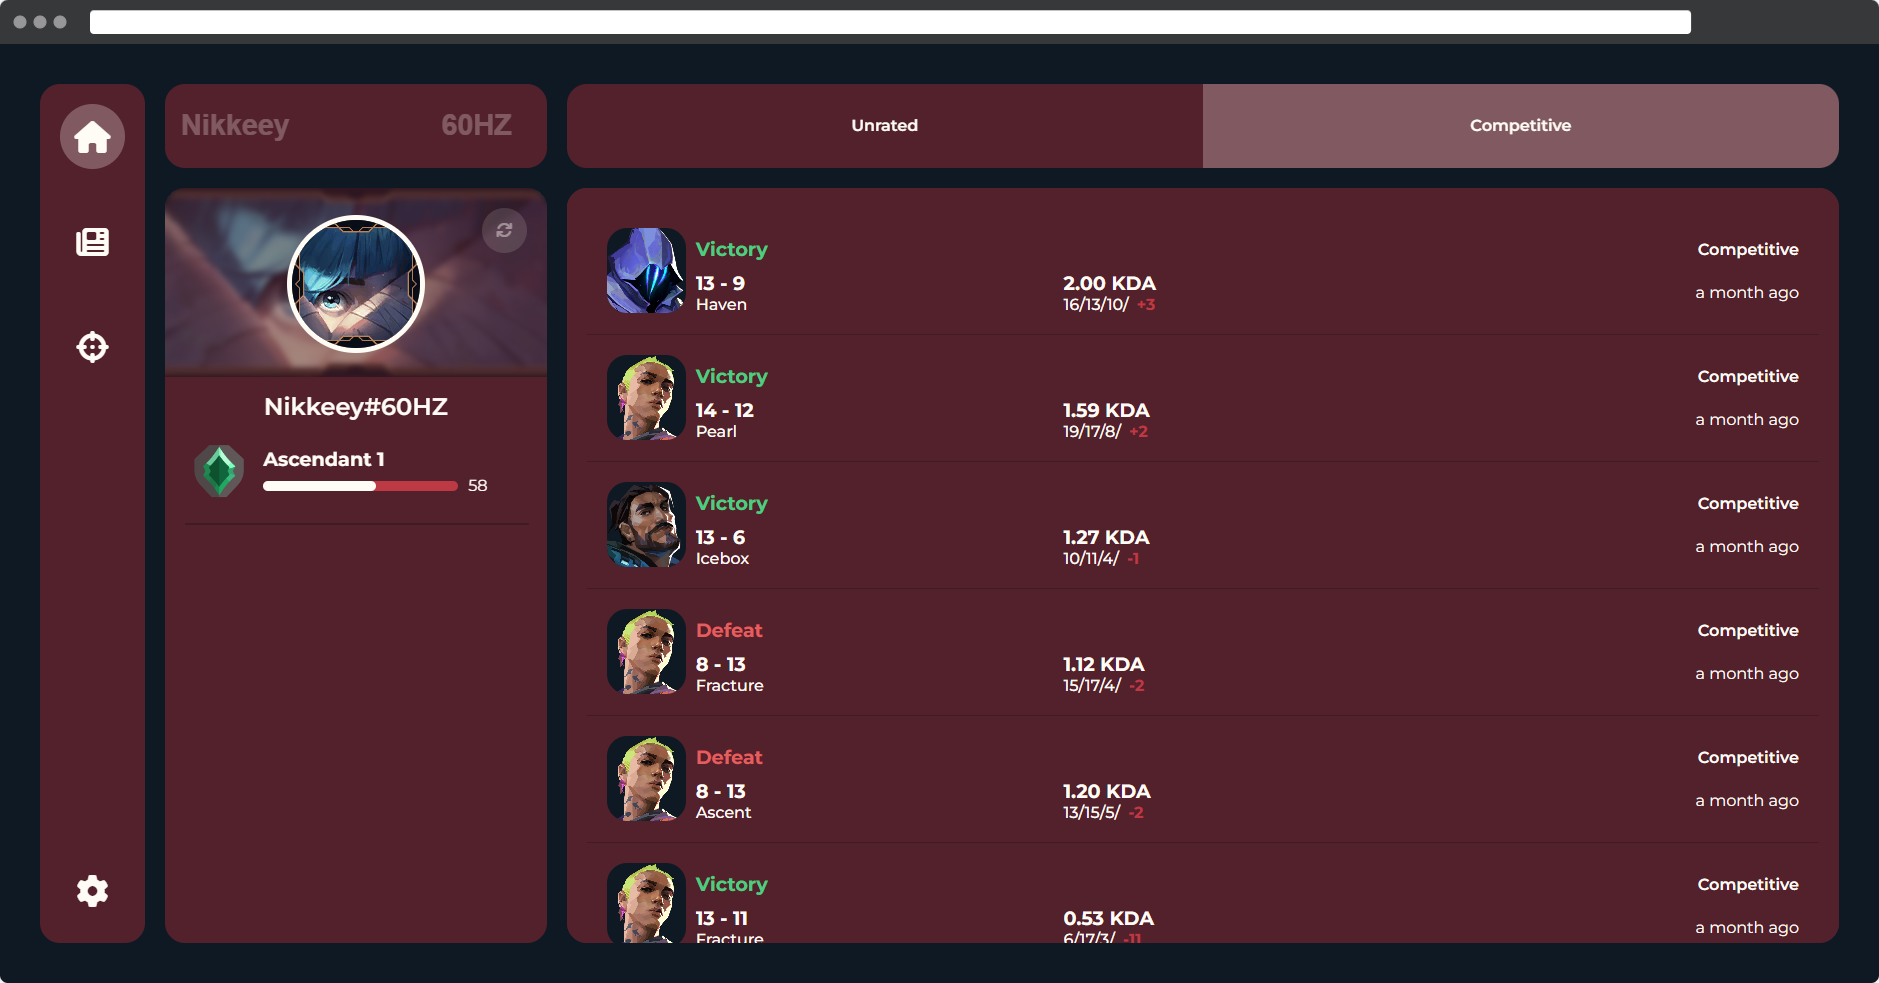 Nikkeey 60HZ
Unrated
Competitive
Nikkeey#60HZ
Ascendant 1
58
Victory
13 - 9
Haven
2.00 KDA
16/13/10/ +3
Competitive
a month ago
Victory
14 - 12
Pearl
1.59 KDA
19/17/8/ +2
Competitive
a month ago
Victory
13 - 6
Icebox
1.27 KDA
10/11/4/ -1
Competitive
a month ago
Defeat
8 - 13
Fracture
1.12 KDA
15/17/4/ -2
Competitive
a month ago
Defeat
8 - 13
Ascent
1.20 KDA
13/15/5/ -2
Competitive
a month ago
Victory
13 - 11
Fracture
0.53 KDA
6/17/3/ -11
Competitive
a month ago